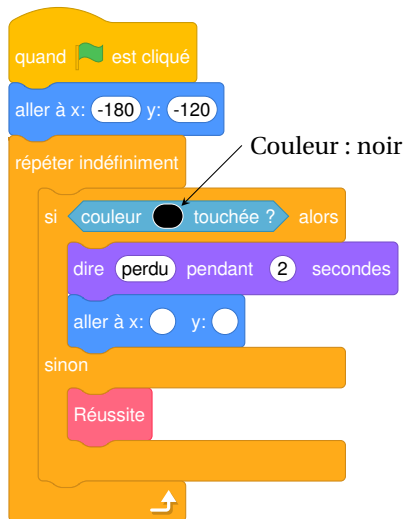 quand est cliqué
aller à x: -180 y: -120
répéter indéfiniment
Couleur : noir
si couleur touchée ? alors
dire perdu pendant 2 secondes
aller à x: y:
sinon
Réussite